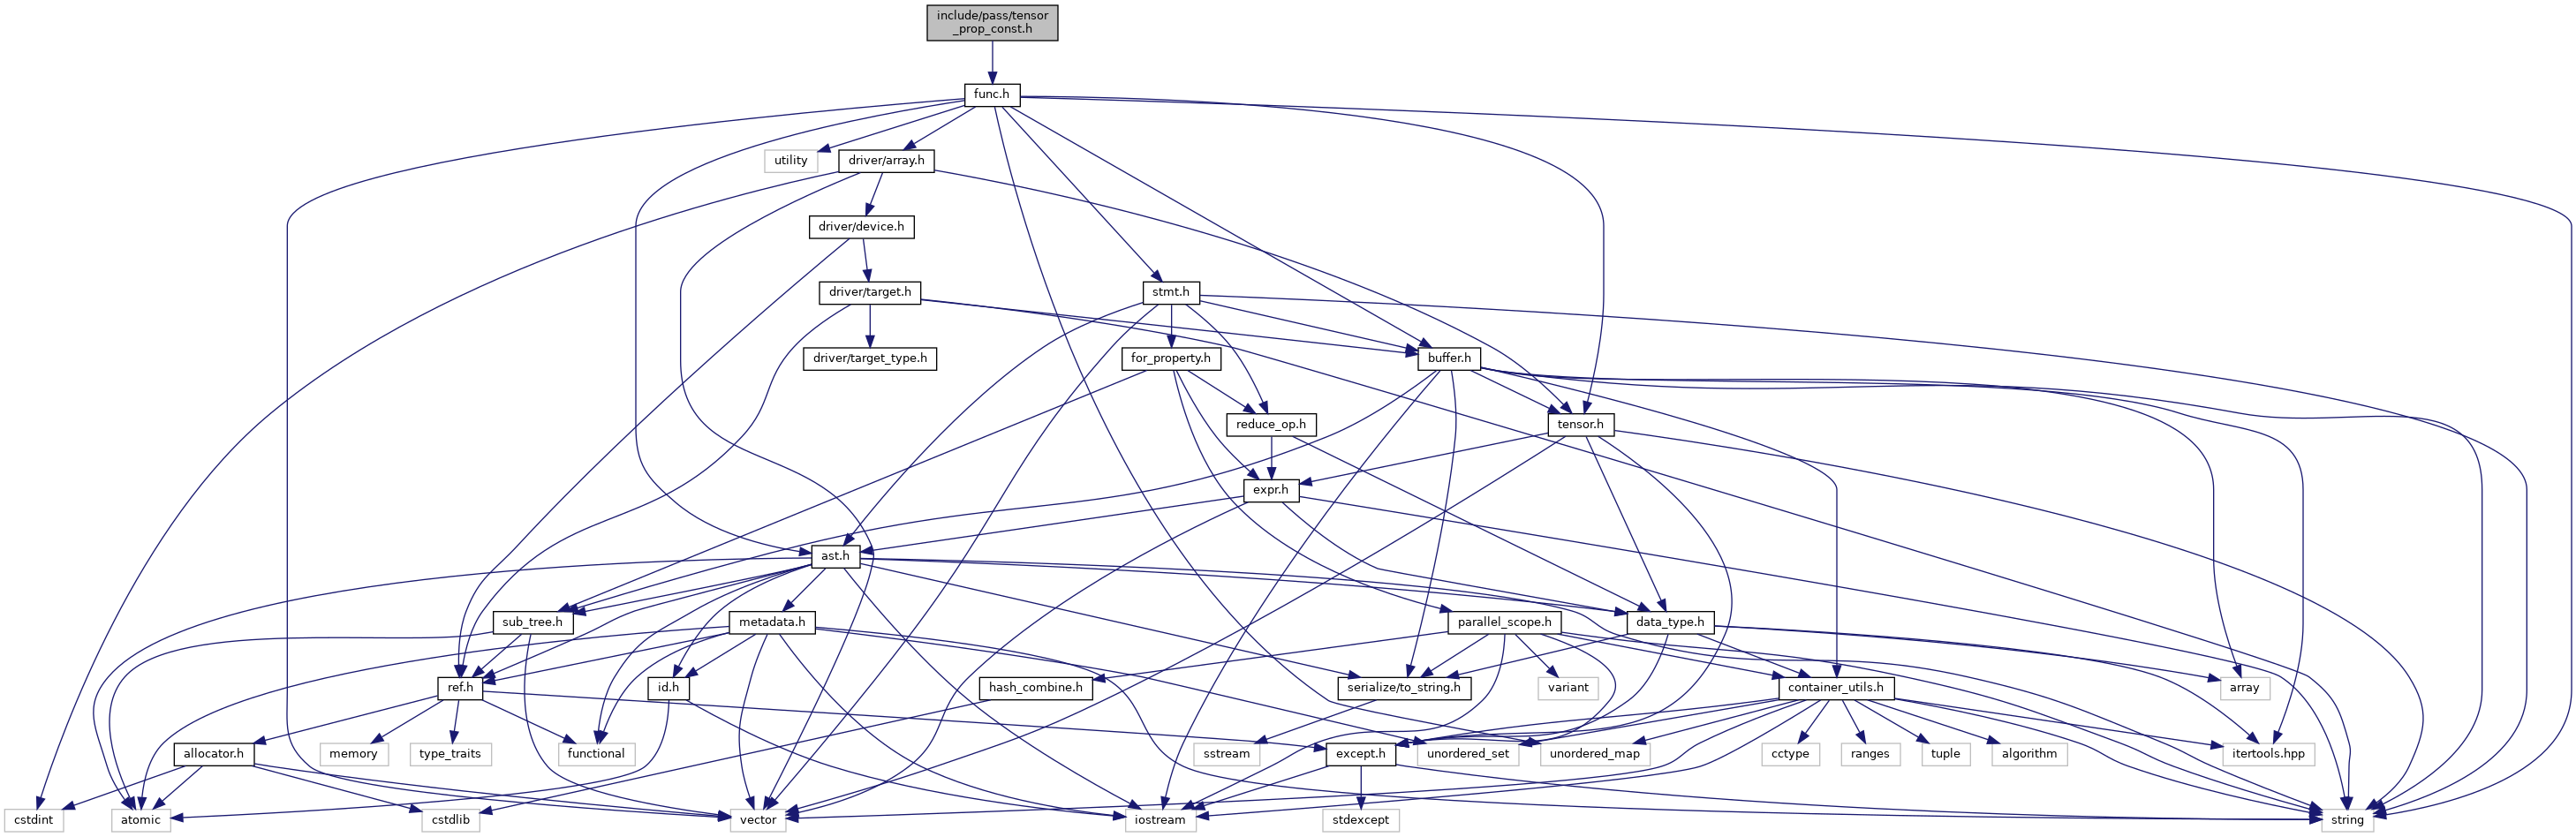 include/pass/tensor
_prop_const.h
func.h
utility
driver/array.h
driver/device.h
driver/target.h
stmt.h
driver/target_type.h
for_property.h
buffer.h
reduce_op.h
tensor.h
expr.h
ast.h
sub_tree.h
metadata.h
parallel_scope.h
data_type.h
ref.h
id.h
hash_combine.h
serialize/to_string.h
variant
container_utils.h
array
allocator.h
memory
type_traits
functional
sstream
except.h
unordered_set
unordered_map
cctype
ranges
tuple
algorithm
itertools.hpp
cstdint
atomic
cstdlib
vector
iostream
stdexcept
string